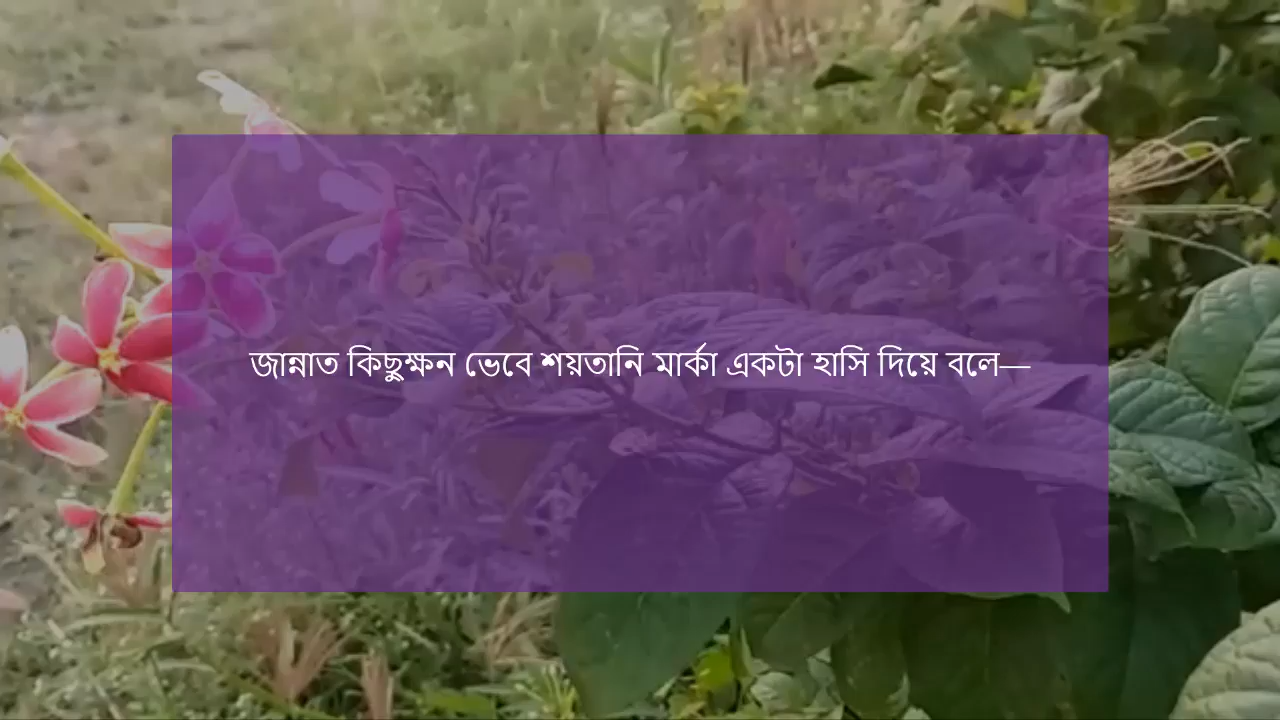 জান্নাত কিছুক্ষন ভেবে শয়তানি মার্কা একটা হাসি দিয়ে বলে—